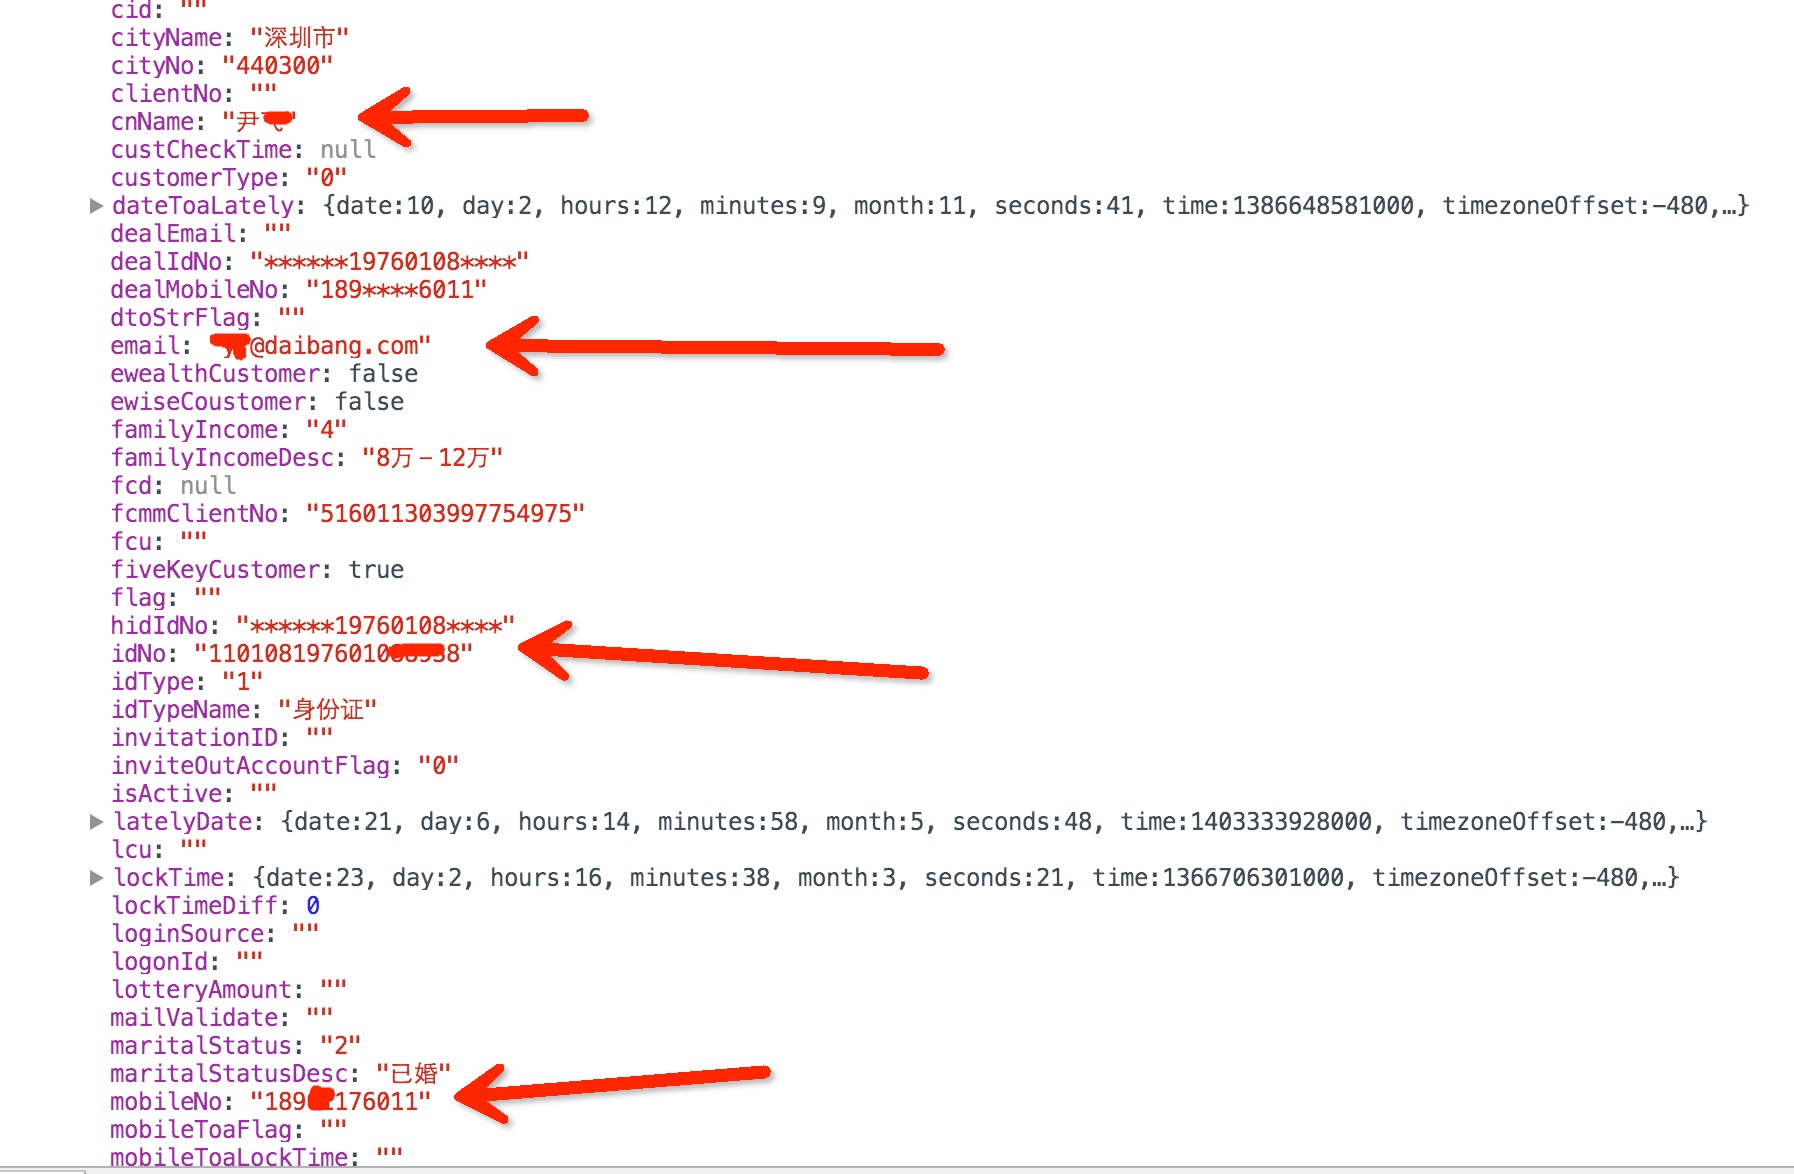 cid: ""
cityName: "深圳市"
cityNo: "440300"
clientNo: ""
cnName: "尹
custCheckTime: null
customerType: "0"
▶ dateToaLately: {date:10, day:2, hours:12, minutes:9, month:11, seconds:41, time:1386648581000, timezoneOffset:-480,…}
dealEmail: ""
dealIdNo: "******19760108****"
dealMobileNo: "189****6011"
dtoStrFlag: ""
email: @daibang.com"
ewealthCustomer: false
ewiseCoustomer: false
familyIncome: "4"
familyIncomeDesc: "8万－12万"
fcd: null
fcmmClientNo: "516011303997754975"
fcu: ""
fiveKeyCustomer: true
flag: ""
hidIdNo: "******19760108****"
idNo: "1101081976010 8"
idType: "1"
idTypeName: "身份证"
invitationID: ""
inviteOutAccountFlag: "0"
isActive: ""
▶ latelyDate: {date:21, day:6, hours:14, minutes:58, month:5, seconds:48, time:1403333928000, timezoneOffset:-480,…}
lcu: ""
▶ lockTime: {date:23, day:2, hours:16, minutes:38, month:3, seconds:21, time:1366706301000, timezoneOffset:-480,…}
lockTimeDiff: 0
loginSource: ""
logonId: ""
lotteryAmount: ""
mailValidate: ""
maritalStatus: "2"
maritalStatusDesc: "已婚"
mobileNo: "189 176011"
mobileToaFlag: ""
mobileToaLockTime: ""